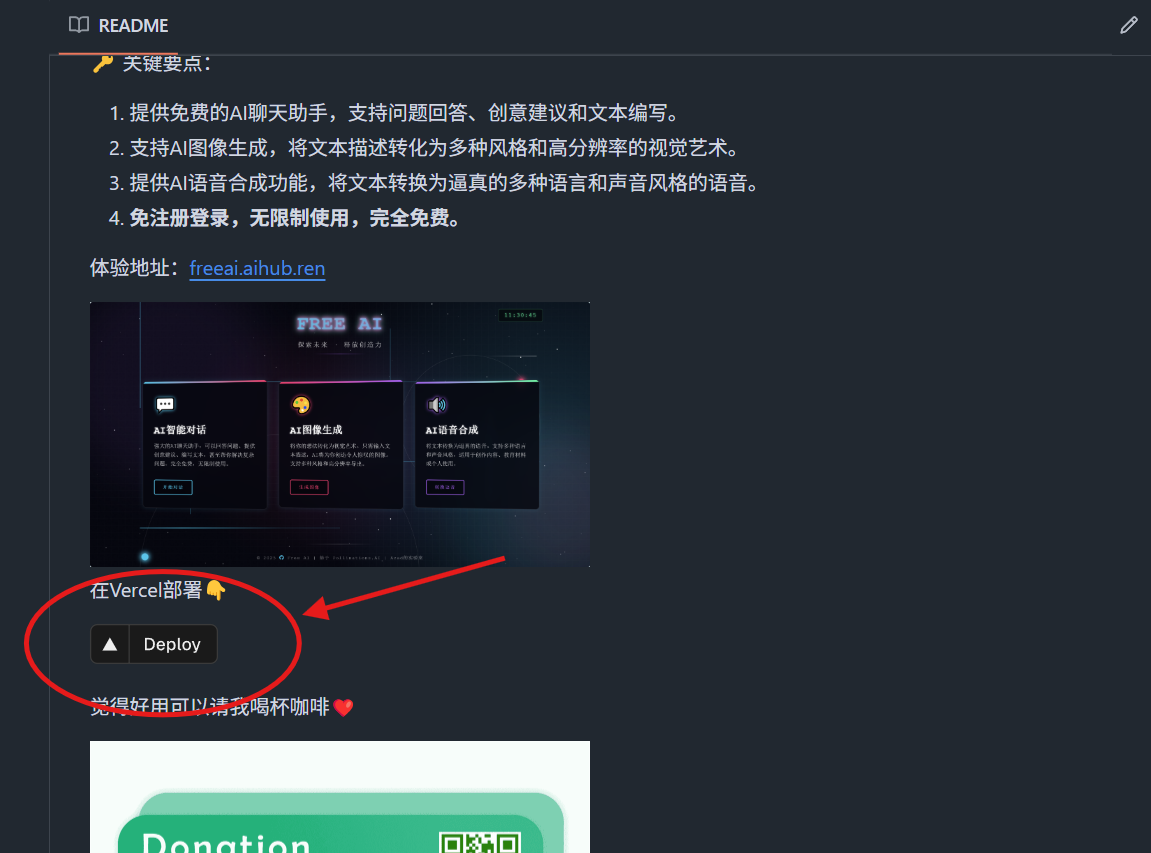 README
🔑 关键要点：
1. 提供免费的AI聊天助手，支持问题回答、创意建议和文本编写。
2. 支持AI图像生成，将文本描述转化为多种风格和高分辨率的视觉艺术。
3. 提供AI语音合成功能，将文本转换为逼真的多种语言和声音风格的语音。
4. 免注册登录，无限制使用，完全免费。
体验地址：freeai.aihub.ren
11:30:45
FREE AI
探索未来 · 释放创造力
AI智能对话
AI图像生成
AI语音合成
在Vercel部署👇
Deploy
觉得好用可以请我喝杯咖啡❤️
Donation